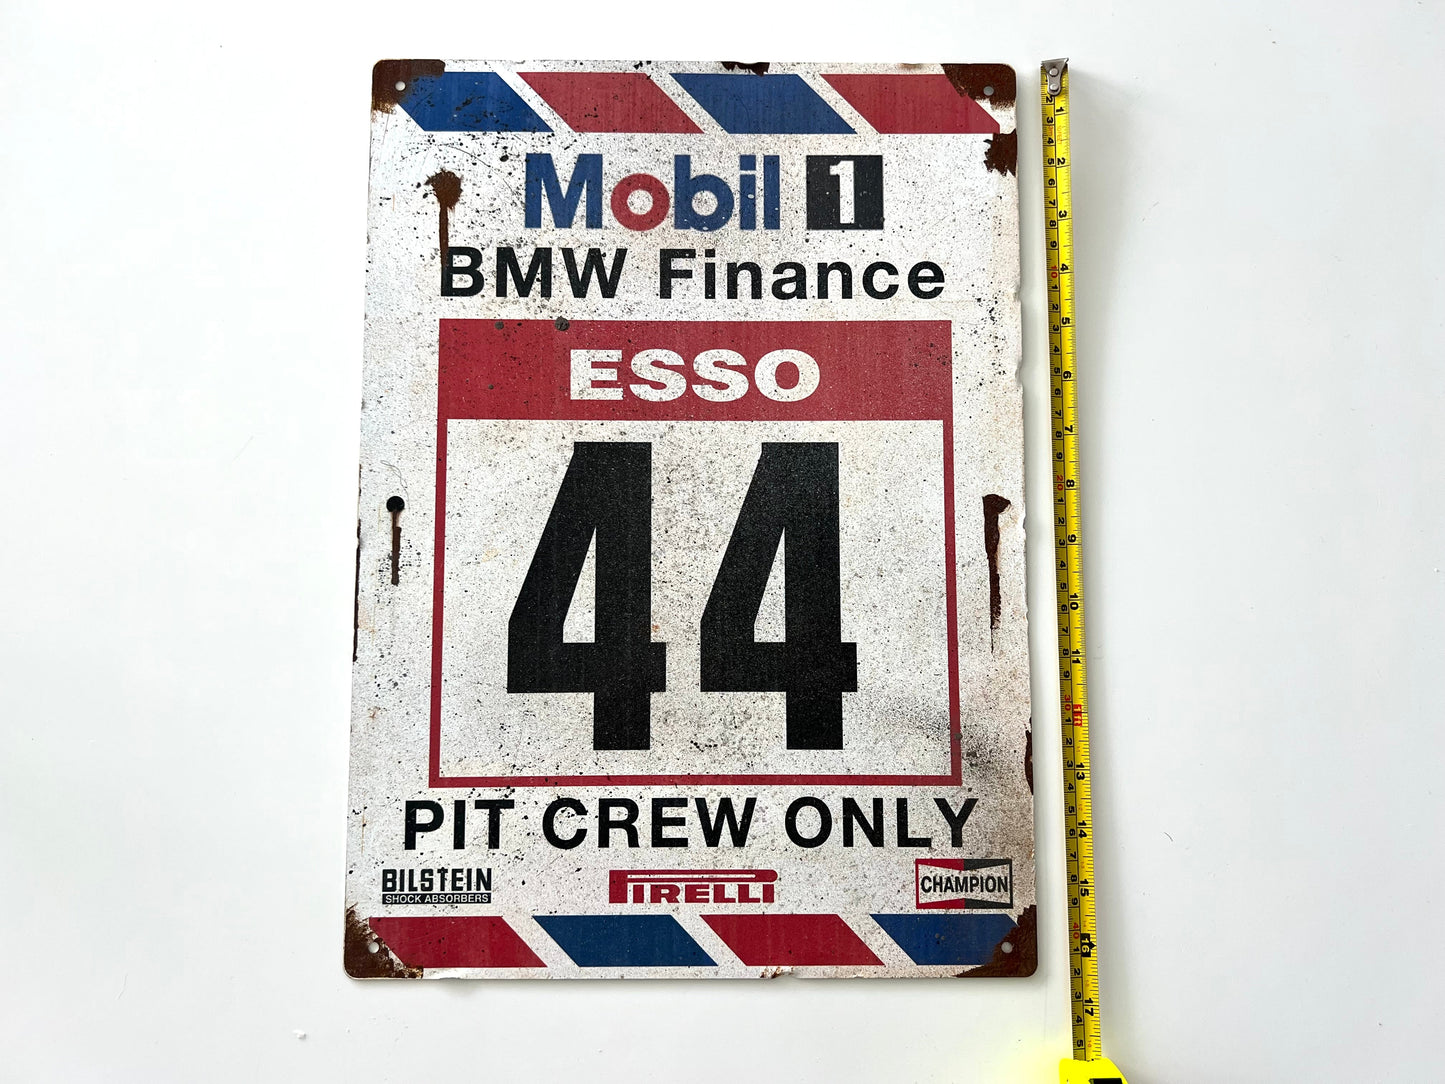 Mobil 1
BMW Finance
ESSO
44
PIT CREW ONLY
BILSTEIN
SHOCK ABSORBERS
PIRELLI
CHAMPION